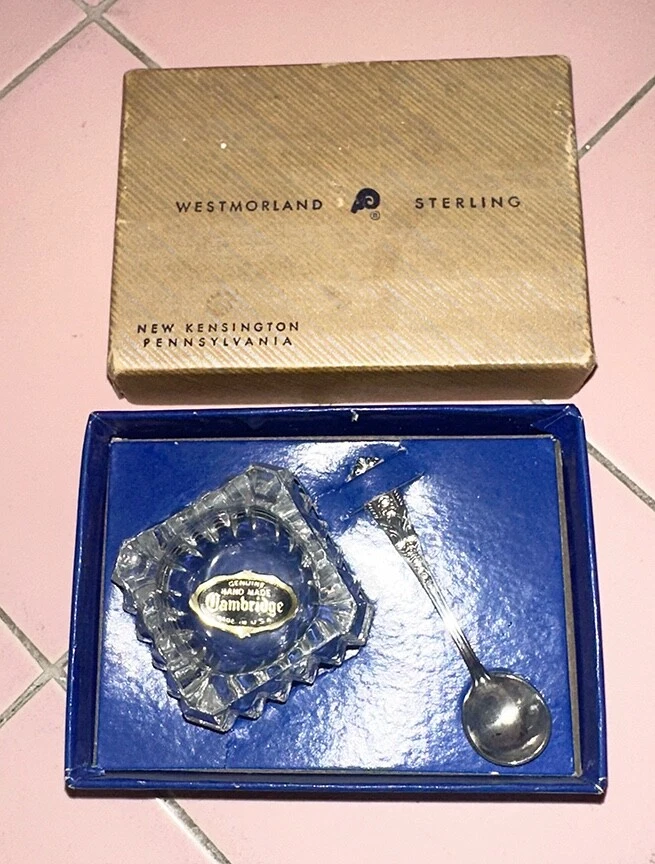 WESTMORLAND ® STERLING
NEW KENSINGTON
PENNSYLVANIA
GENUINE
HAND MADE
Cambridge
MADE IN U.S.A.